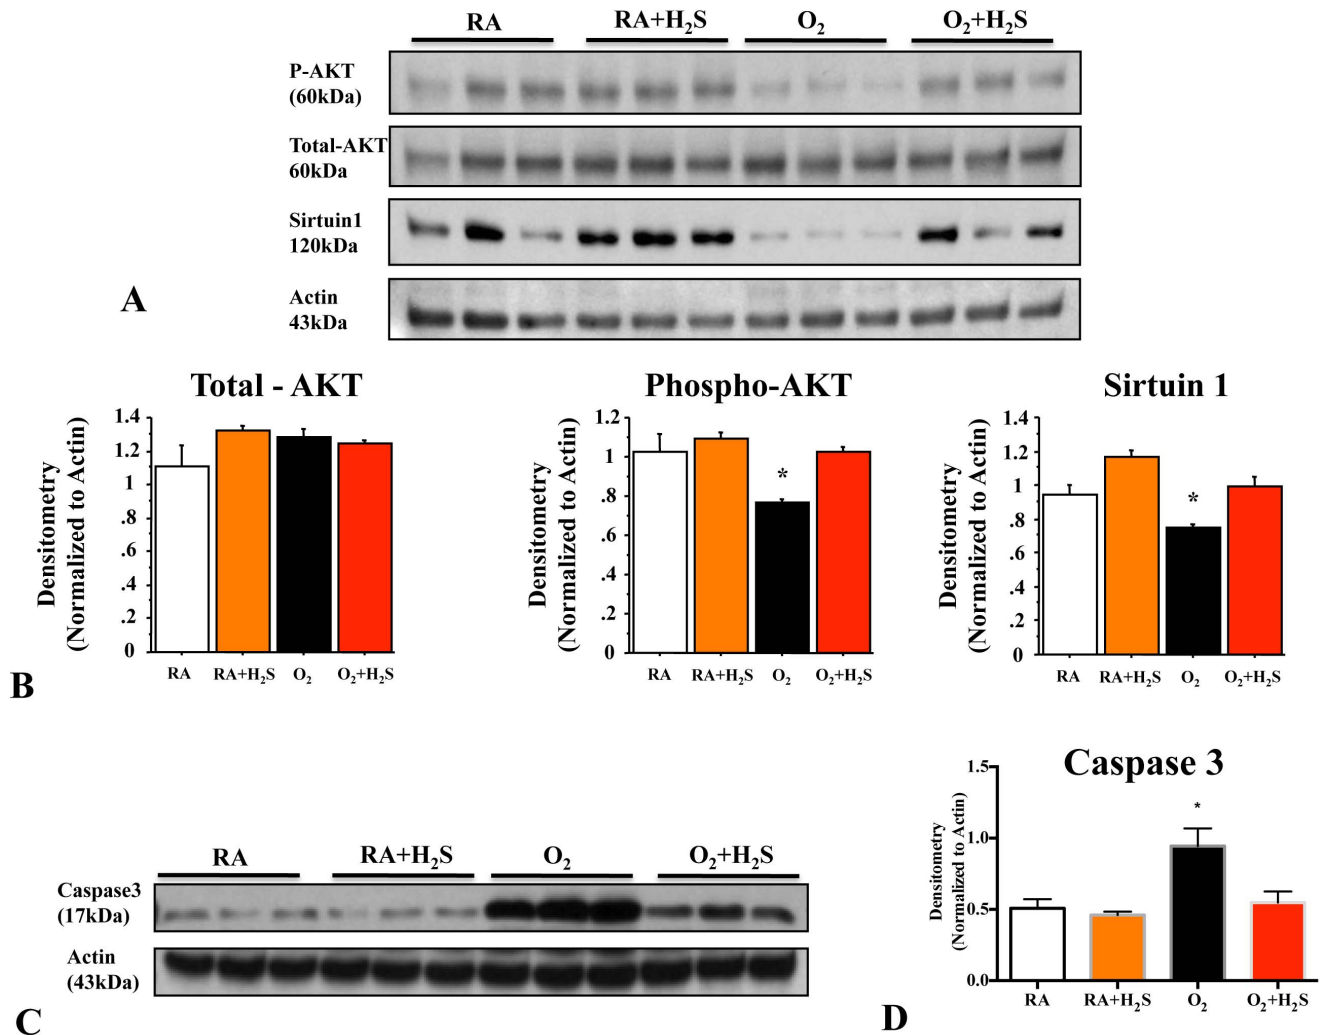 RA RA+H₂S O₂ O₂+H₂S
P-AKT
(60kDa)
Total-AKT
60kDa
Sirtuin1
120kDa
Actin
43kDa
A
Total - AKT
Densitometry
(Normalized to Actin)
1.4
1.2
1
.8
.6
.4
.2
0
RA RA+H₂S O₂ O₂+H₂S
Phospho-AKT
Densitometry
(Normalized to Actin)
1.2
1
.8
.6
.4
.2
0
*
RA RA+H₂S O₂ O₂+H₂S
Sirtuin 1
Densitometry
(Normalized to Actin)
1.4
1.2
1
.8
.6
.4
.2
0
*
RA RA+H₂S O₂ O₂+H₂S
B
RA RA+H₂S O₂ O₂+H₂S
Caspase3
(17kDa)
Actin
(43kDa)
C
Caspase 3
Densitometry
(Normalized to Actin)
1.5
1.0
0.5
0.0
*
RA RA+H₂S O₂ O₂+H₂S
D